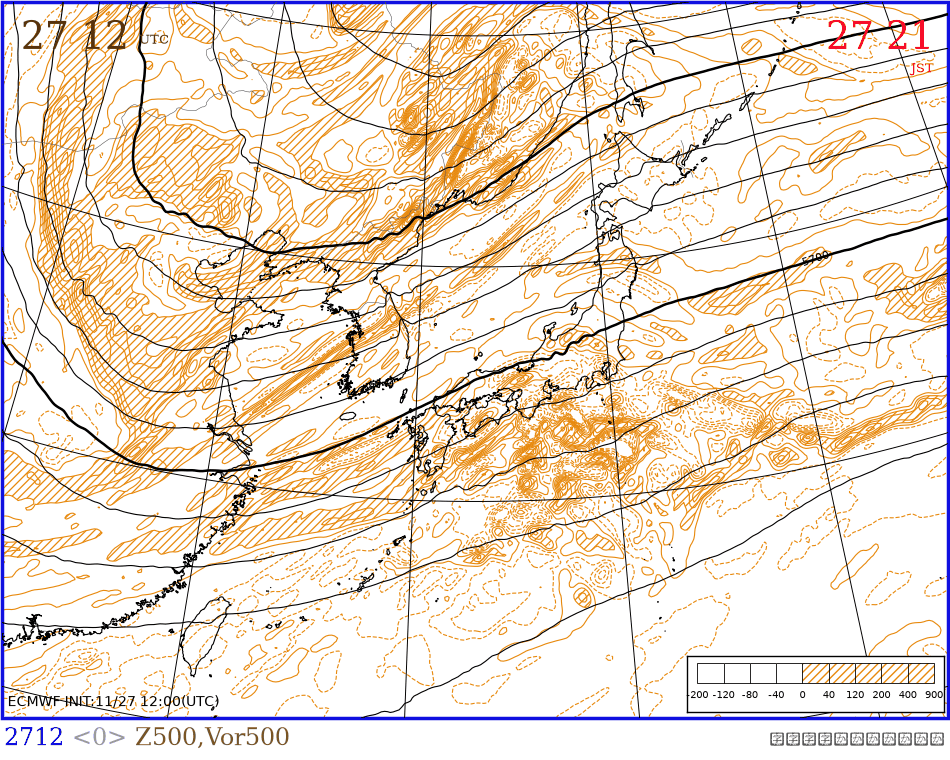 27 12 UTC
27 21 JST
5700
ECMWF INIT:11/27 12:00(UTC)
-200 -120 -80 -40 0 40 120 200 400 900
2712 <0> Z500,Vor500